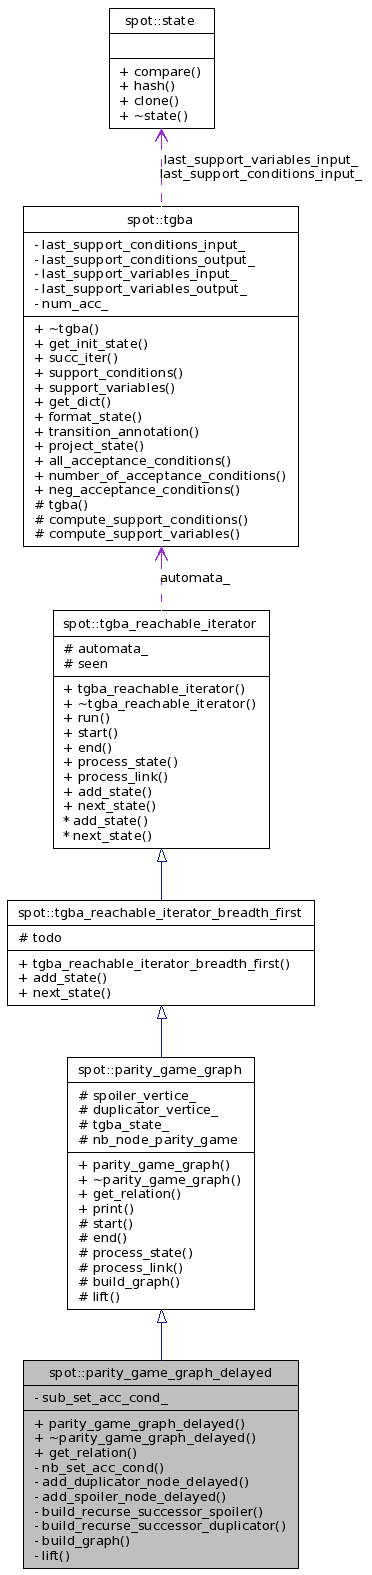 spot::state
+ compare()
+ hash()
+ clone()
+ ~state()
last_support_variables_input_
last_support_conditions_input_
spot::tgba
- last_support_conditions_input_
- last_support_conditions_output_
- last_support_variables_input_
- last_support_variables_output_
- num_acc_
+ ~tgba()
+ get_init_state()
+ succ_iter()
+ support_conditions()
+ support_variables()
+ get_dict()
+ format_state()
+ transition_annotation()
+ project_state()
+ all_acceptance_conditions()
+ number_of_acceptance_conditions()
+ neg_acceptance_conditions()
# tgba()
# compute_support_conditions()
# compute_support_variables()
automata_
spot::tgba_reachable_iterator
# automata_
# seen
+ tgba_reachable_iterator()
+ ~tgba_reachable_iterator()
+ run()
+ start()
+ end()
+ process_state()
+ process_link()
+ add_state()
+ next_state()
* add_state()
* next_state()
spot::tgba_reachable_iterator_breadth_first
# todo
+ tgba_reachable_iterator_breadth_first()
+ add_state()
+ next_state()
spot::parity_game_graph
# spoiler_vertice_
# duplicator_vertice_
# tgba_state_
# nb_node_parity_game
+ parity_game_graph()
+ ~parity_game_graph()
+ get_relation()
+ print()
# start()
# end()
# process_state()
# process_link()
# build_graph()
# lift()
spot::parity_game_graph_delayed
- sub_set_acc_cond_
+ parity_game_graph_delayed()
+ ~parity_game_graph_delayed()
+ get_relation()
- nb_set_acc_cond()
- add_duplicator_node_delayed()
- add_spoiler_node_delayed()
- build_recurse_successor_spoiler()
- build_recurse_successor_duplicator()
- build_graph()
- lift()